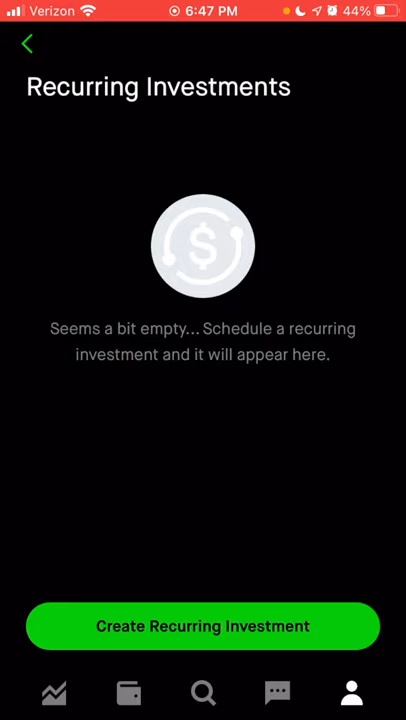 Verizon 6:47 PM 44%
Recurring Investments
$
Seems a bit empty... Schedule a recurring
investment and it will appear here.
Create Recurring Investment